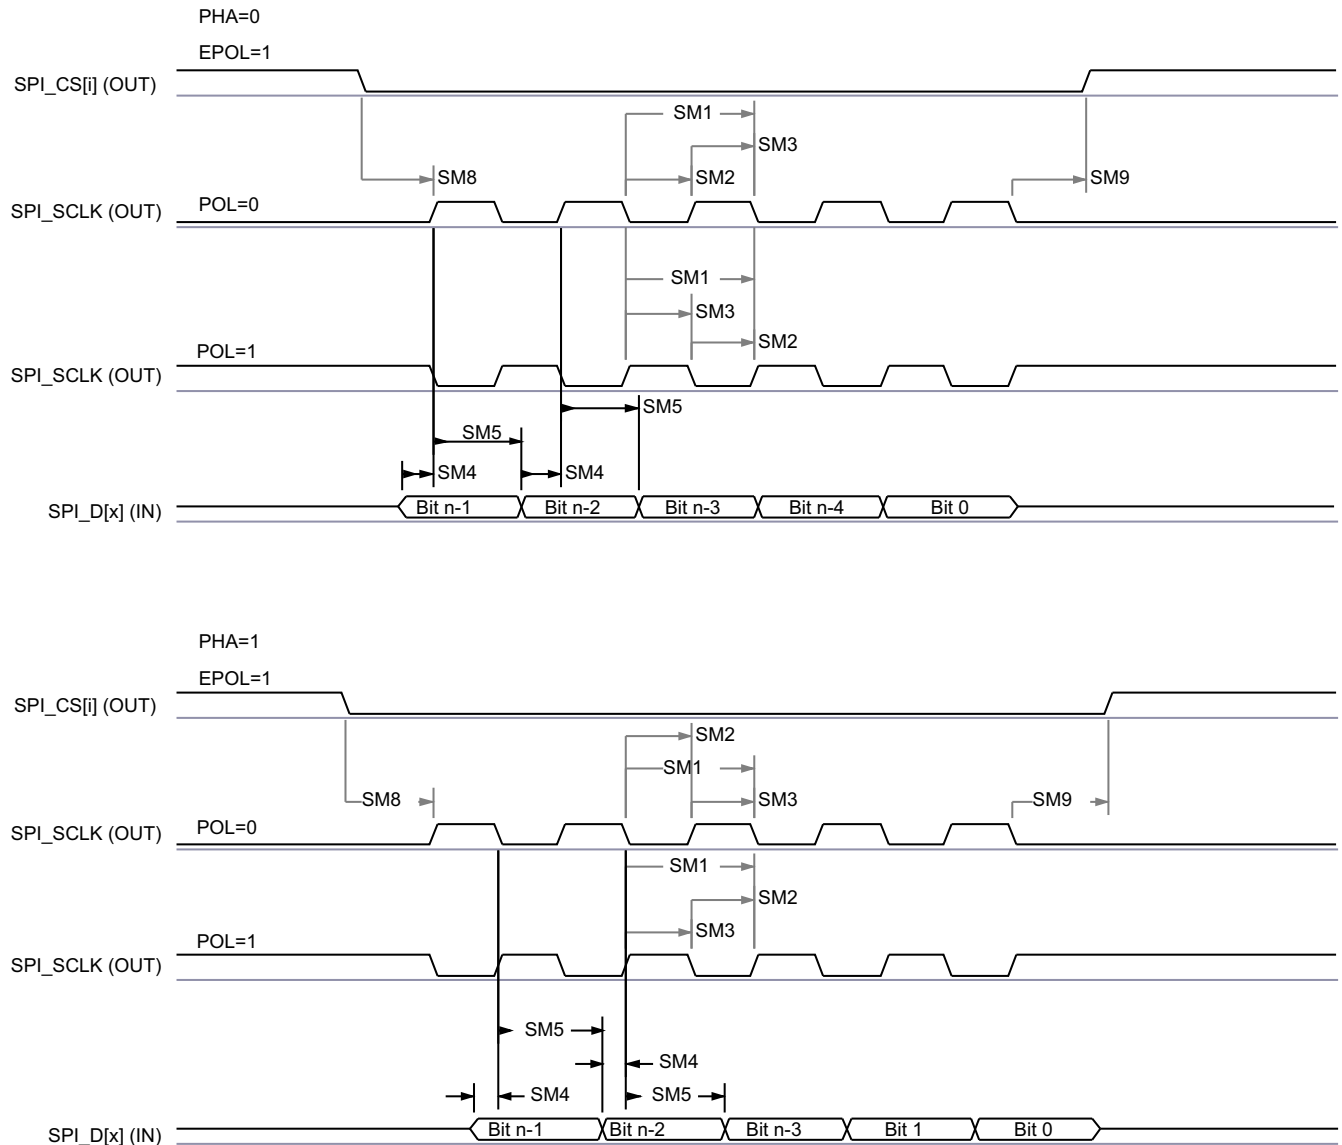 PHA=0
EPOL=1
SPI_CS[i] (OUT)
SM1
SM3
SM8
SM2
SM9
SPI_SCLK (OUT)
POL=0
SM1
SM3
SM2
POL=1
SPI_SCLK (OUT)
SM5
SM5
SM4
SM4
SPI_D[x] (IN)
Bit n-1
Bit n-2
Bit n-3
Bit n-4
Bit 0
PHA=1
EPOL=1
SPI_CS[i] (OUT)
SM2
SM1
SM8
SM3
SM9
SPI_SCLK (OUT)
POL=0
SM1
SM2
SM3
POL=1
SPI_SCLK (OUT)
SM5
SM4
SM4
SM5
SPI_D[x] (IN)
Bit n-1
Bit n-2
Bit n-3
Bit 1
Bit 0